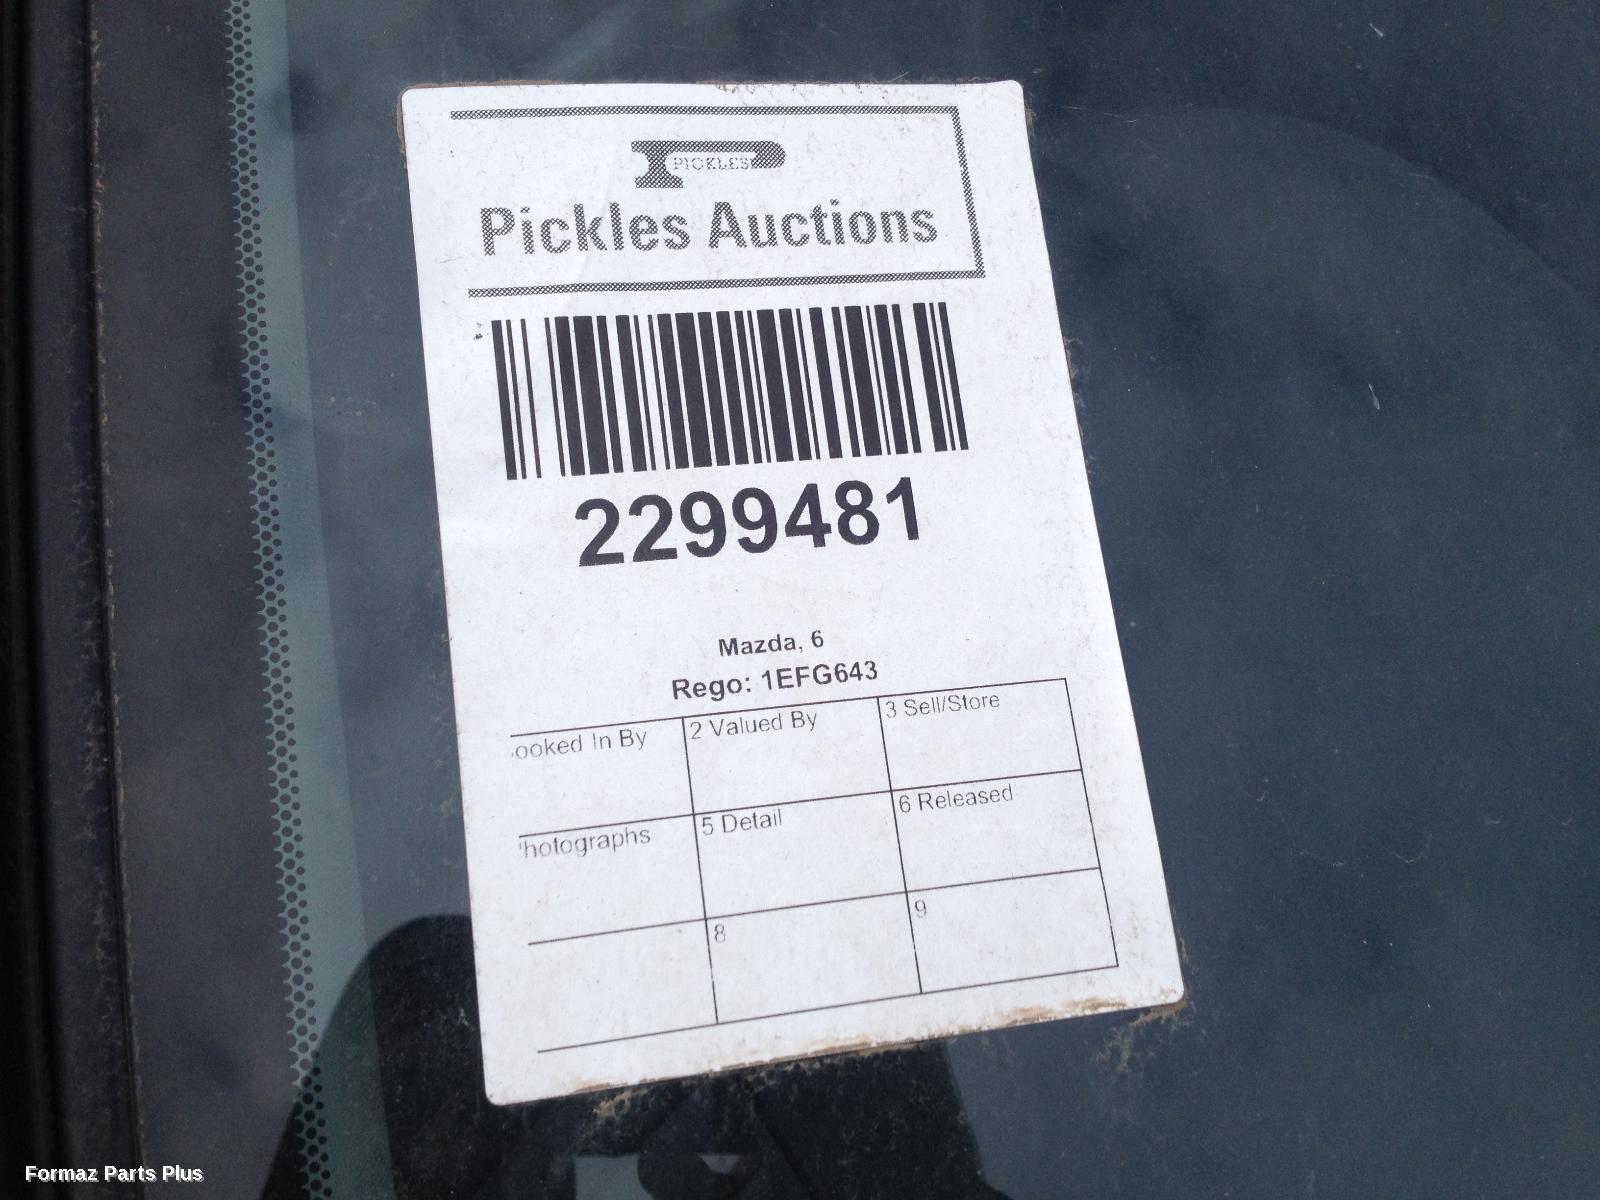 PICKLES
Pickles Auctions
2299481
Mazda, 6
Rego: 1EFG643
ooked In By
2 Valued By
3 Sell/Store
hotographs
5 Detail
6 Released
8
9
Formaz Parts Plus